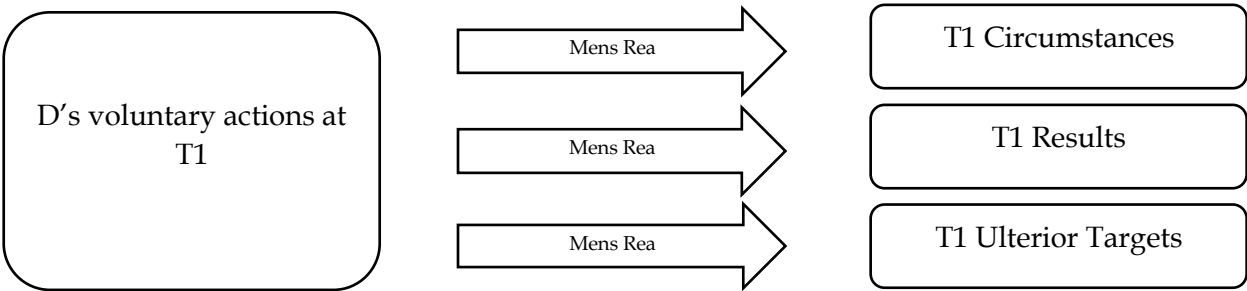 D’s voluntary actions at
T1
Mens Rea
T1 Circumstances
Mens Rea
T1 Results
Mens Rea
T1 Ulterior Targets